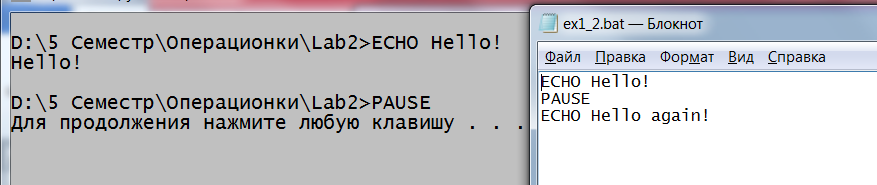 D:\5 Семестр\Операционки\Lab2>ECHO Hello!
Hello!
D:\5 Семестр\Операционки\Lab2>PAUSE
Для продолжения нажмите любую клавишу . . .
ex1_2.bat — Блокнот
Файл Правка Формат Вид Справка
ECHO Hello!
PAUSE
ECHO Hello again!